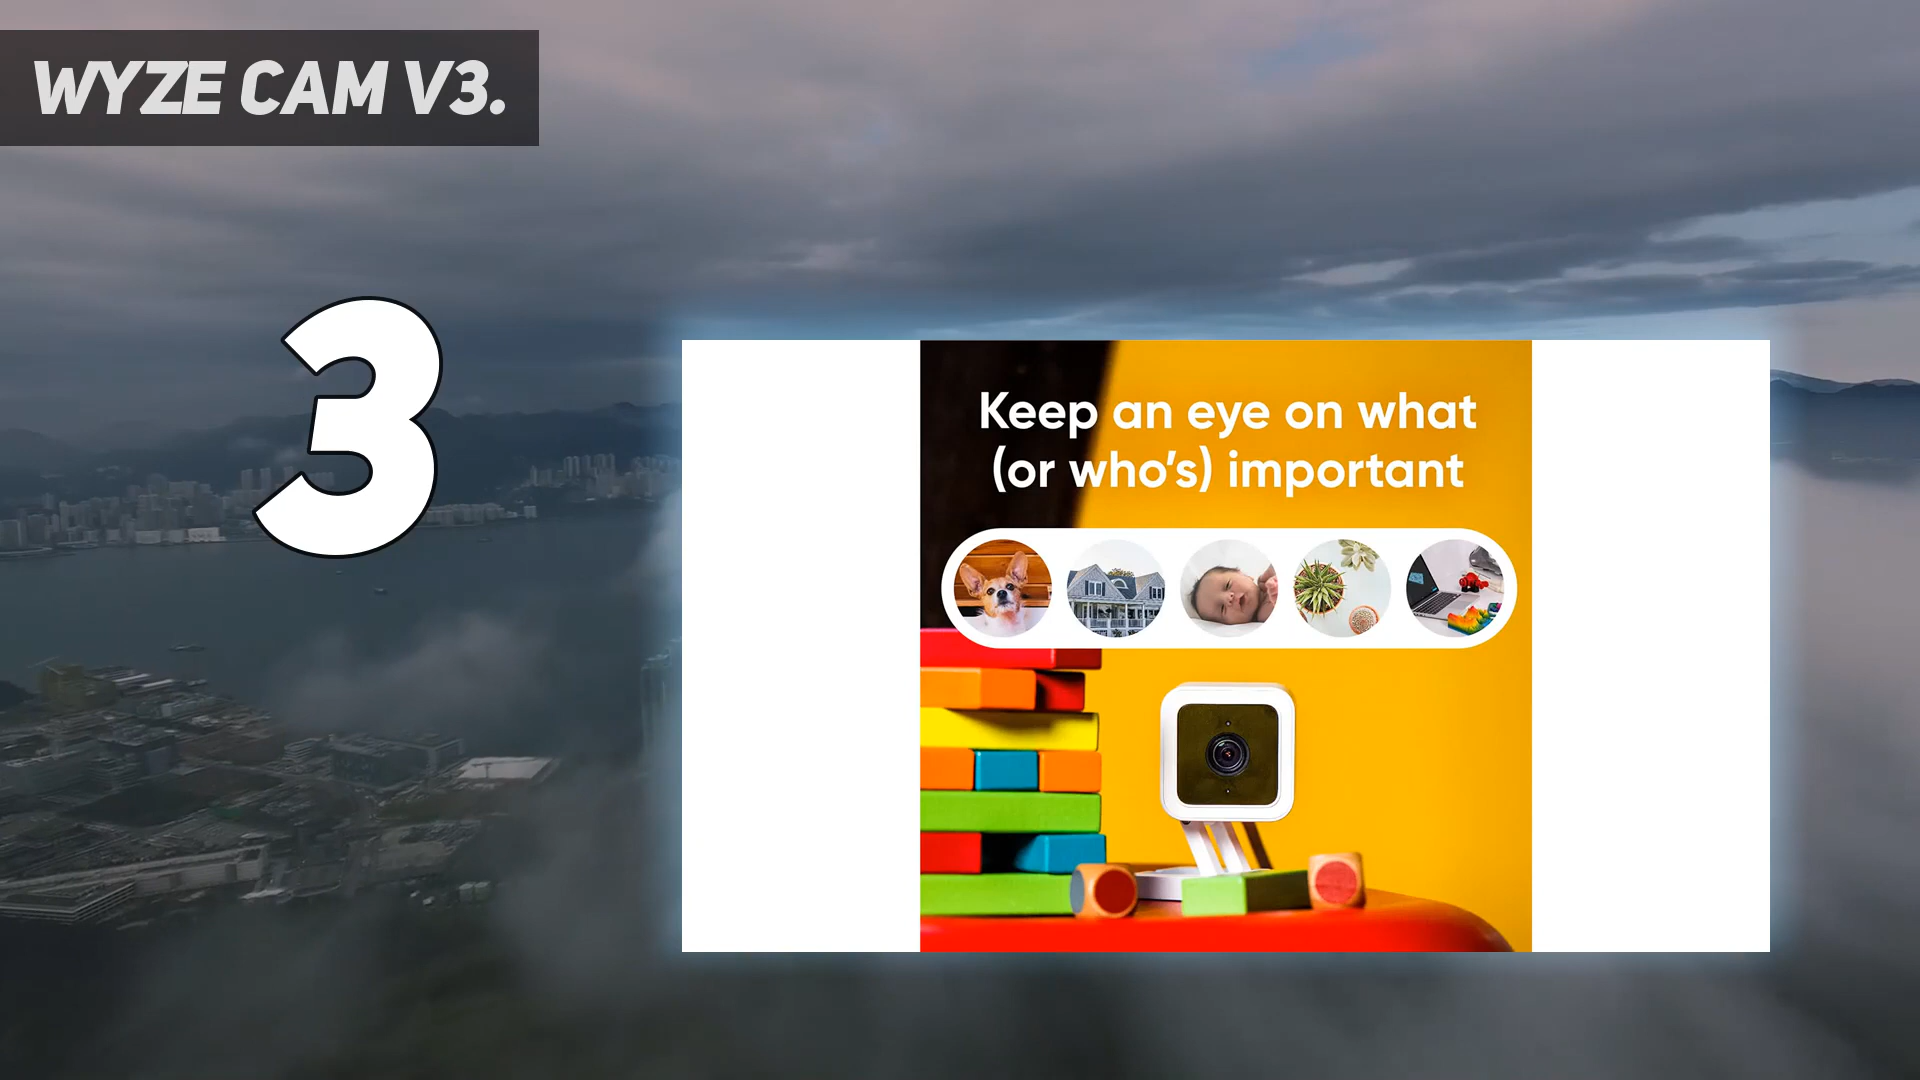 WYZE CAM V3.
3
Keep an eye on what
(or who's) important